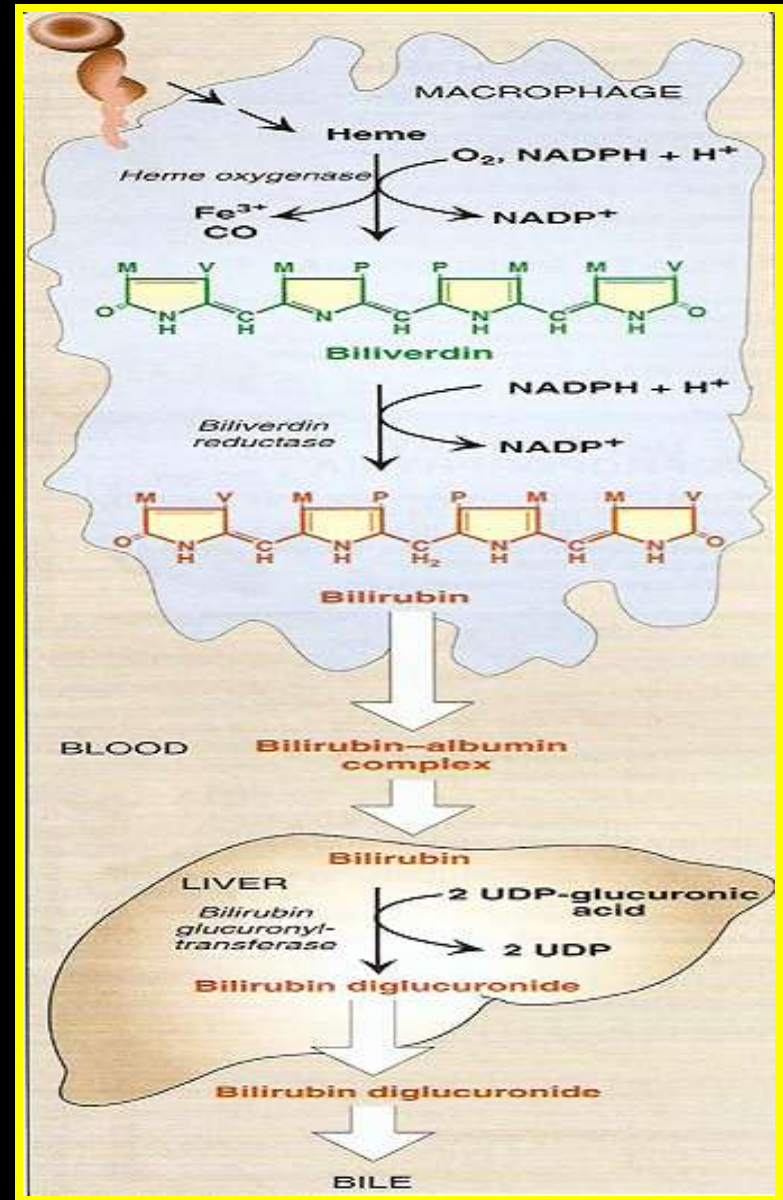 MACROPHAGE
Heme
O₂, NADPH + H⁺
Heme oxygenase
Fe³⁺
CO
NADP⁺
M V M P P M M V
O N H C H N C H N H C H N H O
Biliverdin
NADPH + H⁺
Biliverdin
reductase
NADP⁺
M V M P P M M V
O N H C H N H CH₂ N H C H N H O
Bilirubin
BLOOD
Bilirubin–albumin
complex
Bilirubin
LIVER
2 UDP-glucuronic
acid
Bilirubin
glucuronyl-
transferase
2 UDP
Bilirubin diglucuronide
Bilirubin diglucuronide
BILE